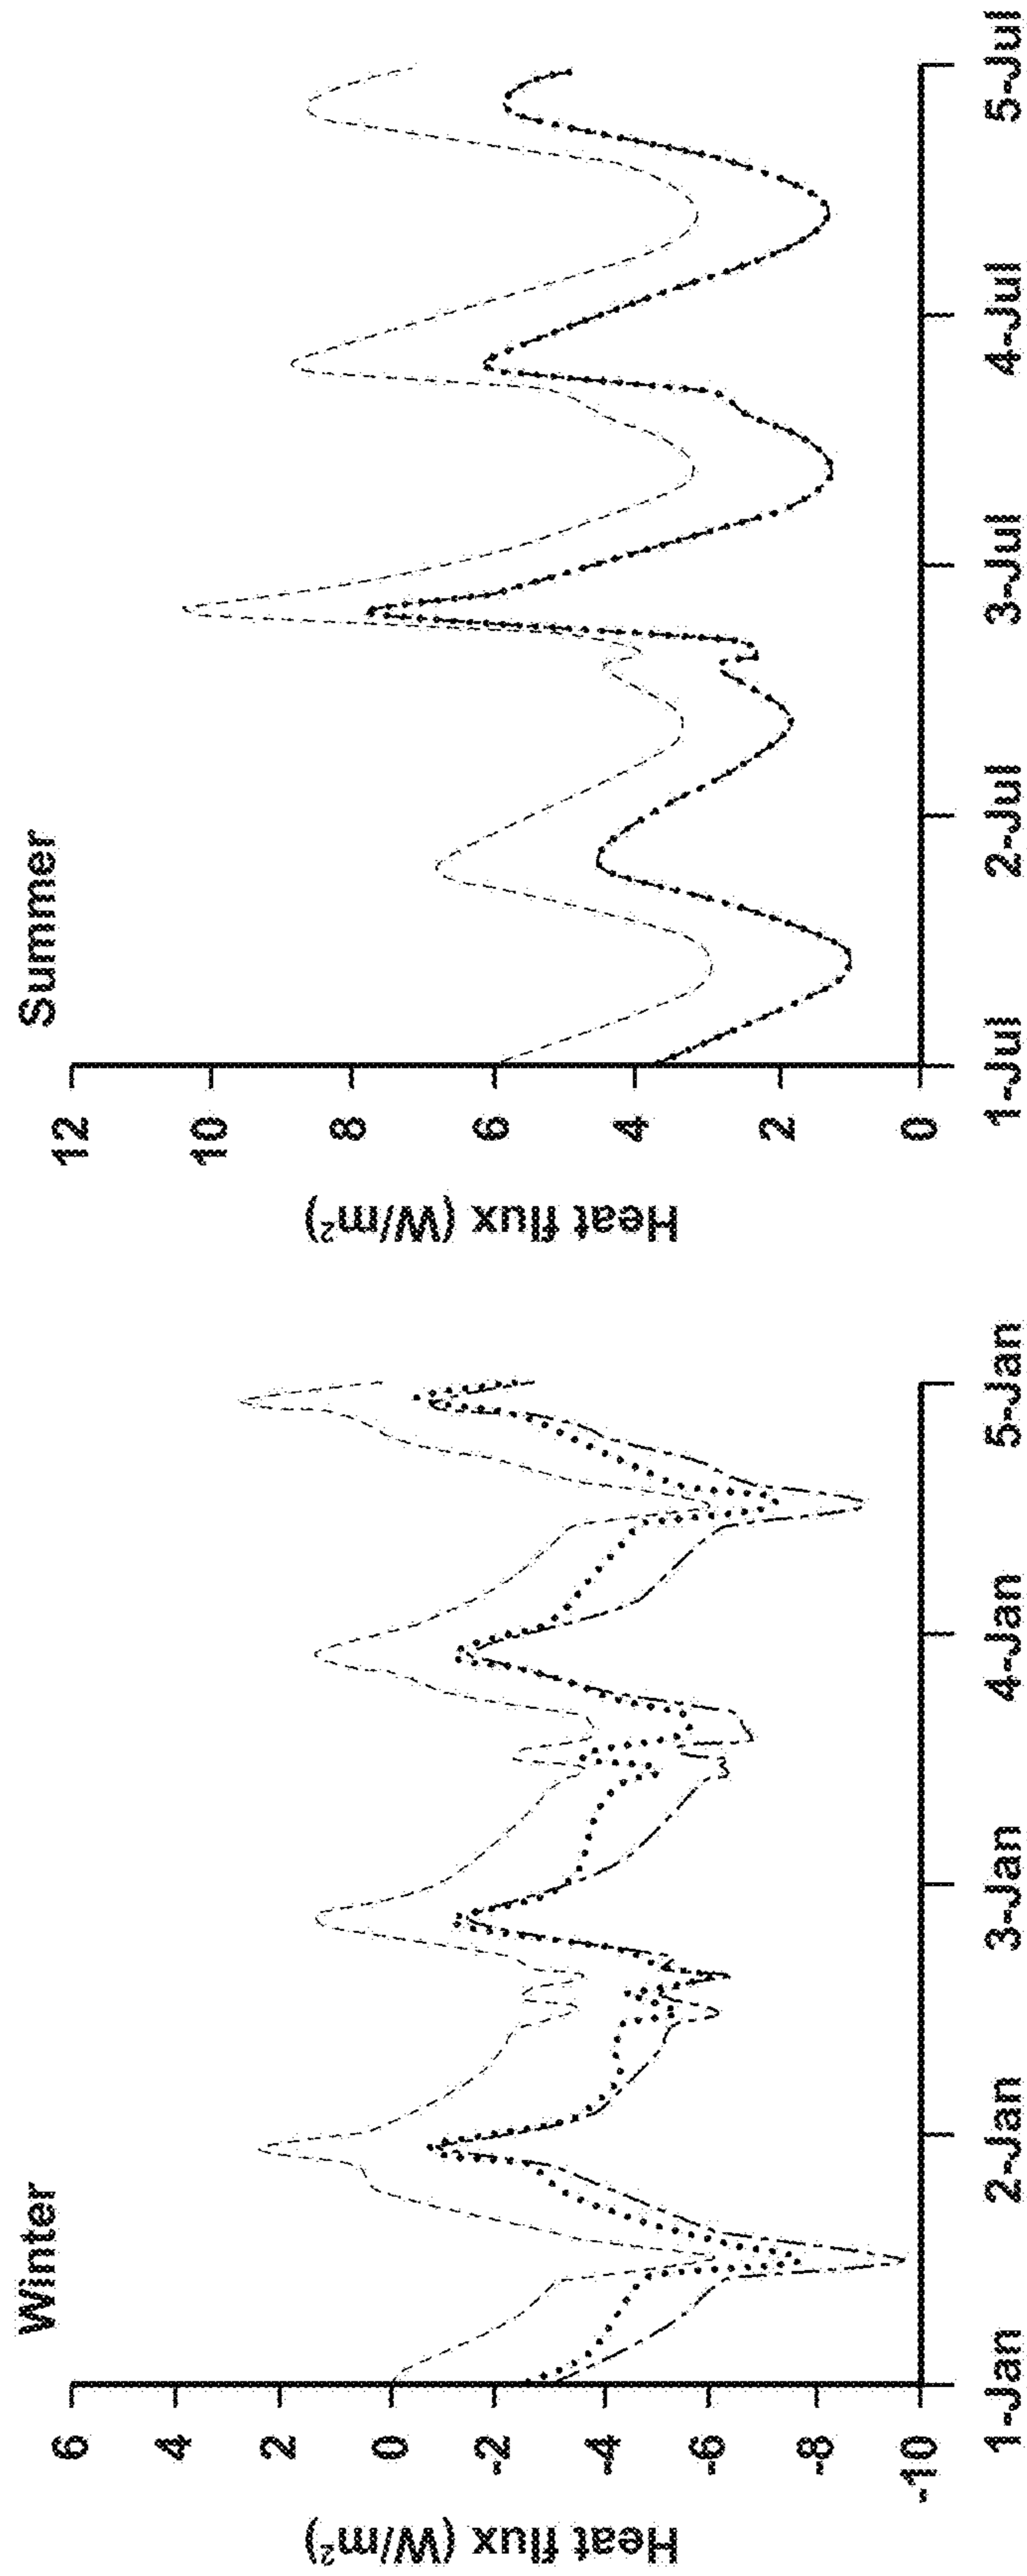 Winter
Heat flux (W/m²)
6
4
2
0
-2
-4
-6
-8
-10
1-Jan
2-Jan
3-Jan
4-Jan
5-Jan
Summer
Heat flux (W/m²)
12
10
8
6
4
2
0
1-Jul
2-Jul
3-Jul
4-Jul
5-Jul